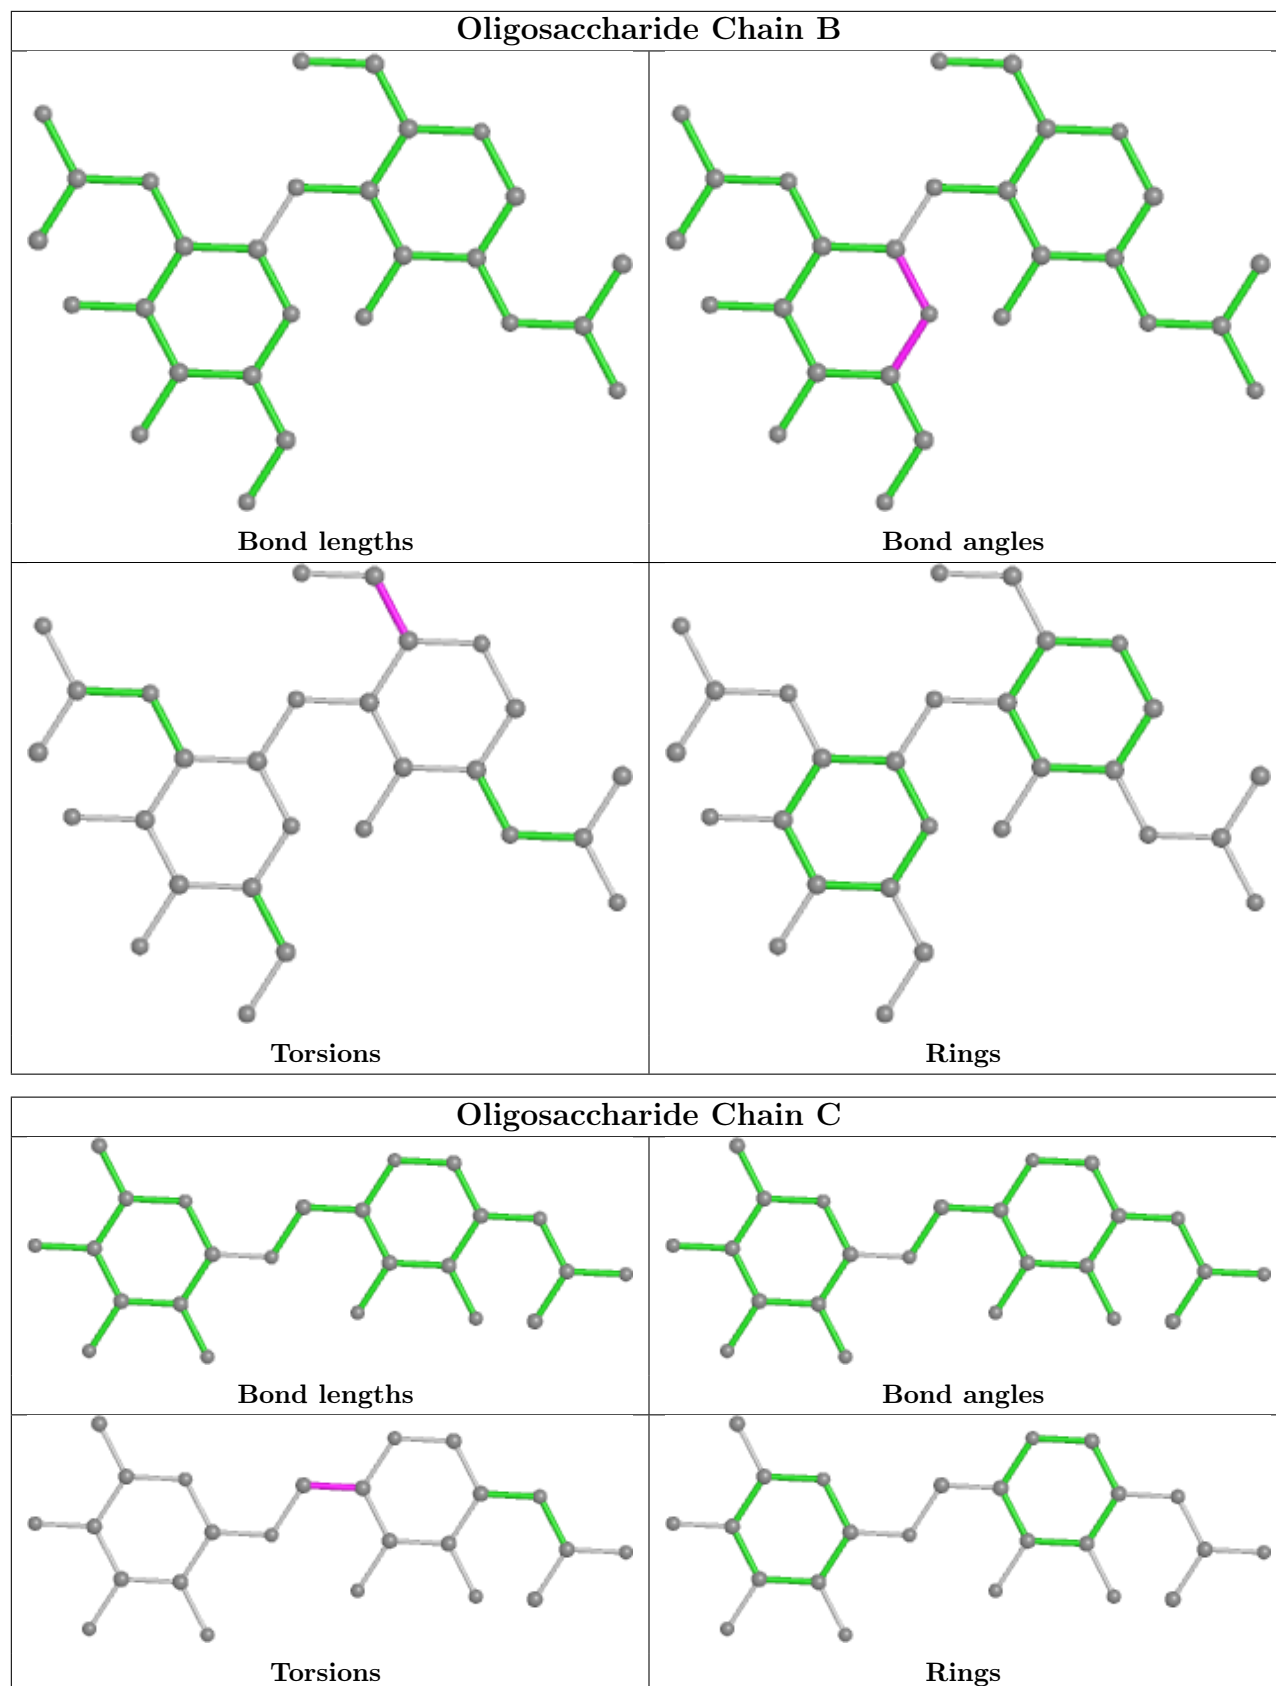 Oligosaccharide Chain B
Bond lengths
Bond angles
Torsions
Rings
Oligosaccharide Chain C
Bond lengths
Bond angles
Torsions
Rings